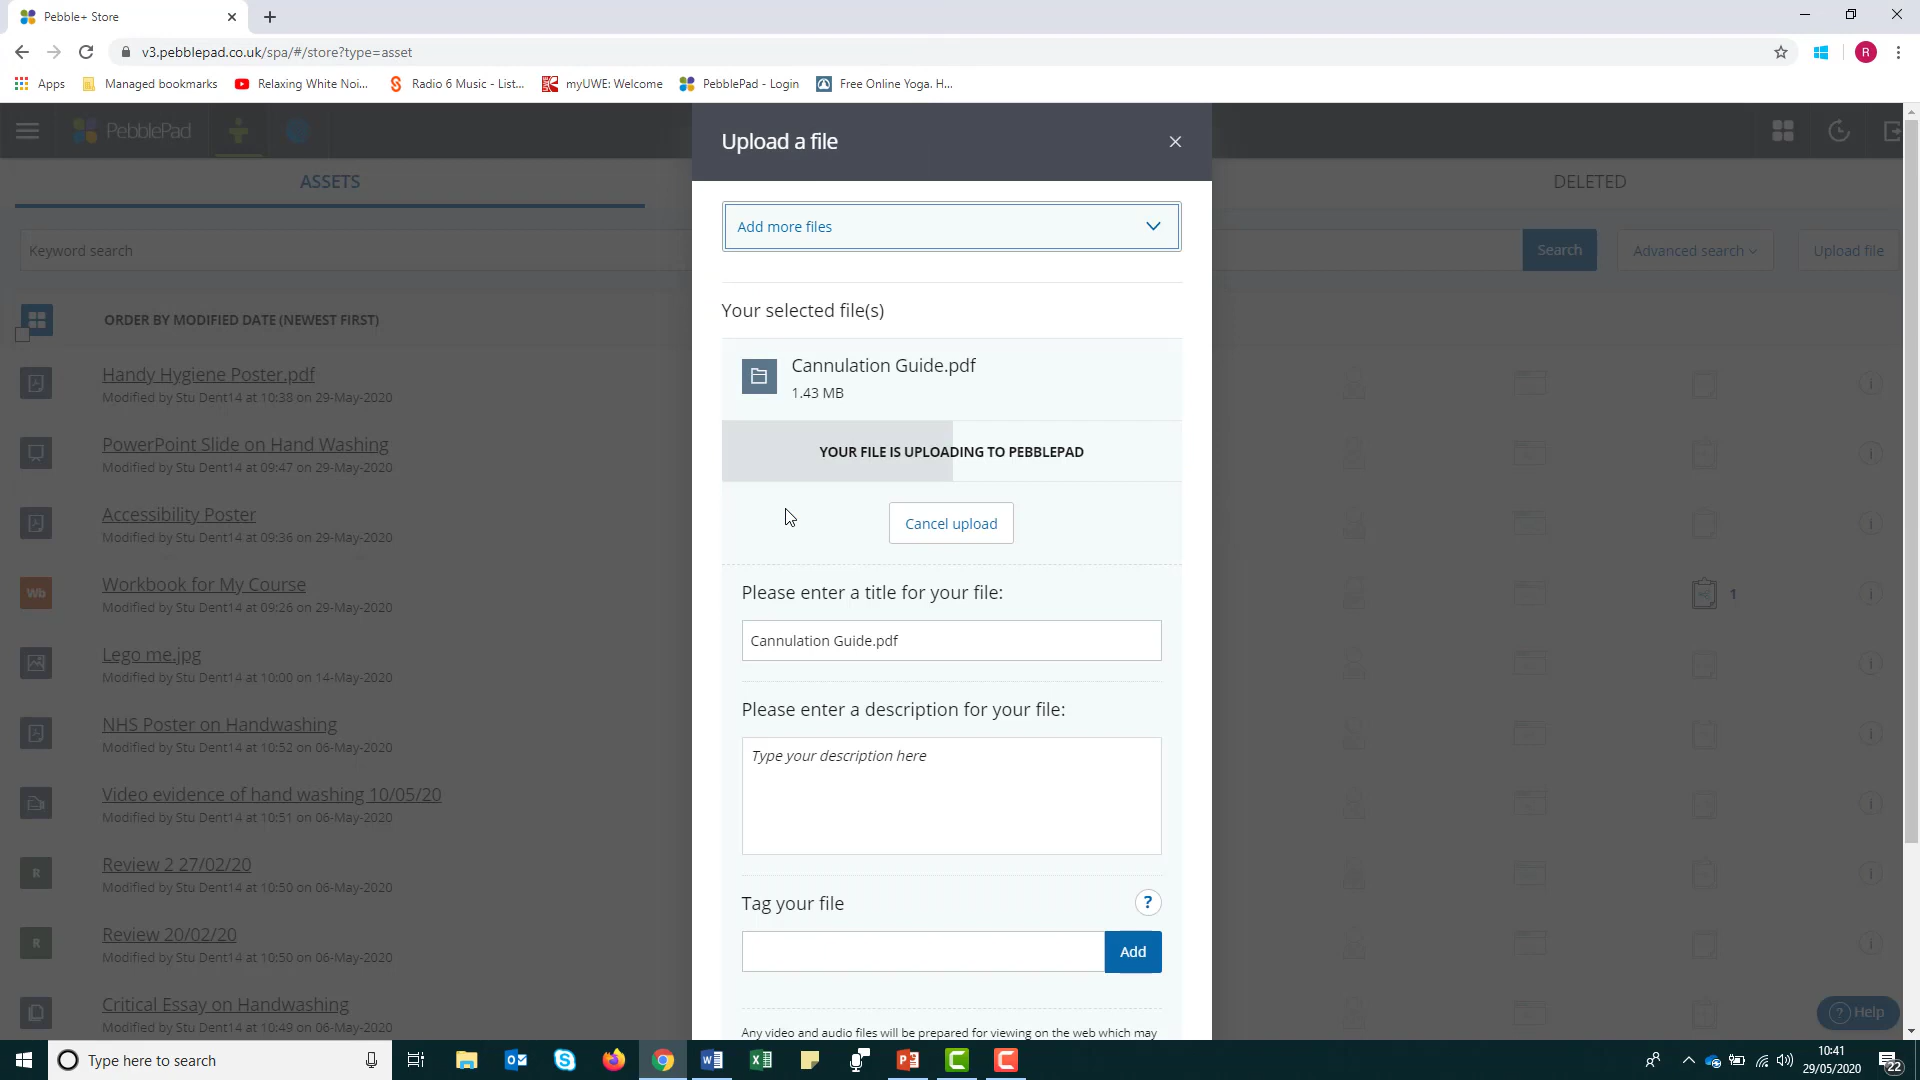 Pebble+ Store
v3.pebblepad.co.uk/spa/#/store?type=asset
R
Apps
Managed bookmarks
Relaxing White Noi...
Radio 6 Music - List...
myUWE: Welcome
PebblePad - Login
Free Online Yoga. H...
PebblePad
Upload a file
ASSETS
DELETED
Add more files
Keyword search
Search
Advanced search
Upload file
Your selected file(s)
ORDER BY MODIFIED DATE (NEWEST FIRST)
Cannulation Guide.pdf
1.43 MB
Handy Hygiene Poster.pdf
Modified by Stu Dent14 at 10:38 on 29-May-2020
PowerPoint Slide on Hand Washing
Modified by Stu Dent14 at 09:47 on 29-May-2020
YOUR FILE IS UPLOADING TO PEBBLEPAD
Accessibility Poster
Modified by Stu Dent14 at 09:36 on 29-May-2020
Cancel upload
Wb
Workbook for My Course
Modified by Stu Dent14 at 09:26 on 29-May-2020
1
Please enter a title for your file:
Cannulation Guide.pdf
Lego me.jpg
Modified by Stu Dent14 at 10:00 on 14-May-2020
NHS Poster on Handwashing
Modified by Stu Dent14 at 10:52 on 06-May-2020
Please enter a description for your file:
Type your description here
Video evidence of hand washing 10/05/20
Modified by Stu Dent14 at 10:51 on 06-May-2020
R
Review 2 27/02/20
Modified by Stu Dent14 at 10:50 on 06-May-2020
Tag your file
?
Add
R
Review 20/02/20
Modified by Stu Dent14 at 10:50 on 06-May-2020
Critical Essay on Handwashing
Modified by Stu Dent14 at 10:49 on 06-May-2020
Any video and audio files will be prepared for viewing on the web which may
? Help
Type here to search
10:41
29/05/2020
22